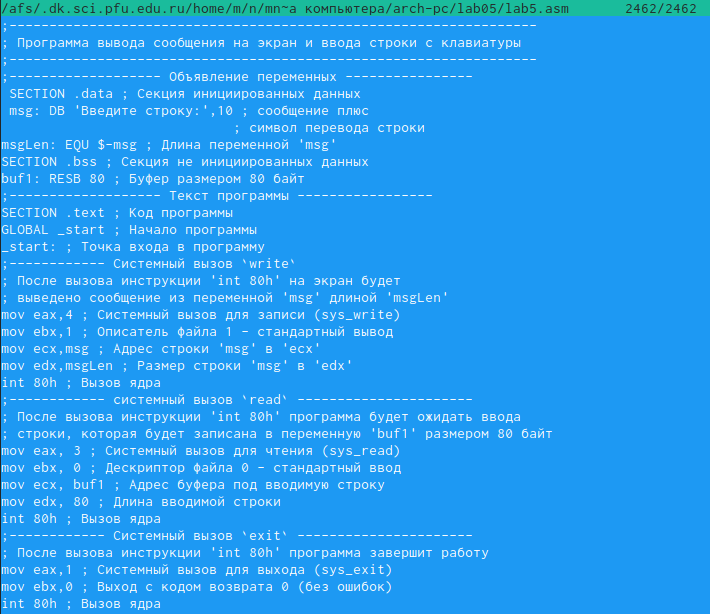 /afs/.dk.sci.pfu.edu.ru/home/m/n/mn~а компьютера/arch-pc/lab05/lab5.asm 2462/2462
;------------------------------------------------------------------
; Программа вывода сообщения на экран и ввода строки с клавиатуры
;------------------------------------------------------------------
;------------------- Объявление переменных ----------------
SECTION .data ; Секция инициированных данных
msg: DB 'Введите строку:',10 ; сообщение плюс
; символ перевода строки
msgLen: EQU $-msg ; Длина переменной 'msg'
SECTION .bss ; Секция не инициированных данных
buf1: RESB 80 ; Буфер размером 80 байт
;------------------- Текст программы -----------------
SECTION .text ; Код программы
GLOBAL _start ; Начало программы
_start: ; Точка входа в программу
;------------ Системный вызов `write`
; После вызова инструкции 'int 80h' на экран будет
; выведено сообщение из переменной 'msg' длиной 'msgLen'
mov eax,4 ; Системный вызов для записи (sys_write)
mov ebx,1 ; Описатель файла 1 - стандартный вывод
mov ecx,msg ; Адрес строки 'msg' в 'ecx'
mov edx,msgLen ; Размер строки 'msg' в 'edx'
int 80h ; Вызов ядра
;------------ системный вызов `read` ----------------------
; После вызова инструкции 'int 80h' программа будет ожидать ввода
; строки, которая будет записана в переменную 'buf1' размером 80 байт
mov eax, 3 ; Системный вызов для чтения (sys_read)
mov ebx, 0 ; Дескриптор файла 0 - стандартный ввод
mov ecx, buf1 ; Адрес буфера под вводимую строку
mov edx, 80 ; Длина вводимой строки
int 80h ; Вызов ядра
;------------ Системный вызов `exit` ----------------------
; После вызова инструкции 'int 80h' программа завершит работу
mov eax,1 ; Системный вызов для выхода (sys_exit)
mov ebx,0 ; Выход с кодом возврата 0 (без ошибок)
int 80h ; Вызов ядра